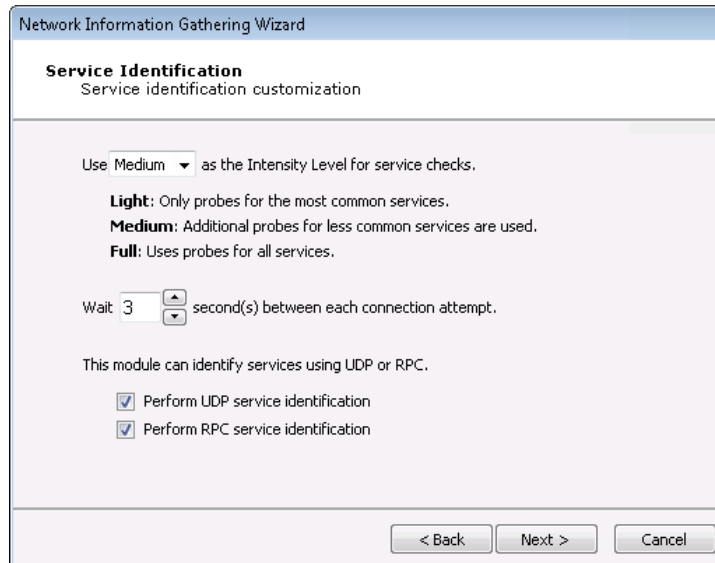 Network Information Gathering Wizard
Service Identification
Service identification customization
Use Medium as the Intensity Level for service checks.
Light: Only probes for the most common services.
Medium: Additional probes for less common services are used.
Full: Uses probes for all services.
Wait 3 second(s) between each connection attempt.
This module can identify services using UDP or RPC.
Perform UDP service identification
Perform RPC service identification
< Back Next > Cancel